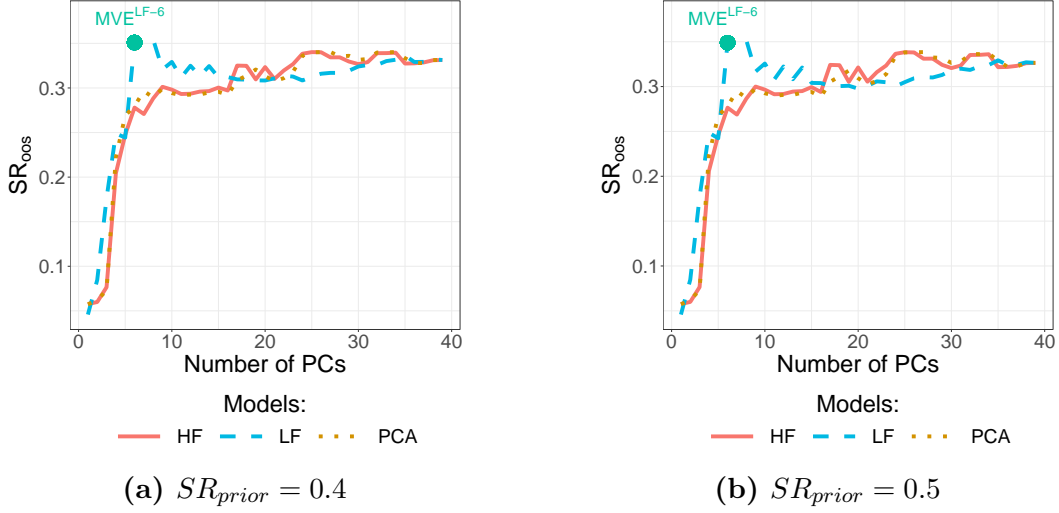 MVE^LF-6
SR_oos
0.3
0.2
0.1
0 10 20 30 40
Number of PCs
Models:
HF LF PCA
(a) SR_prior = 0.4
MVE^LF-6
SR_oos
0.3
0.2
0.1
0 10 20 30 40
Number of PCs
Models:
HF LF PCA
(b) SR_prior = 0.5